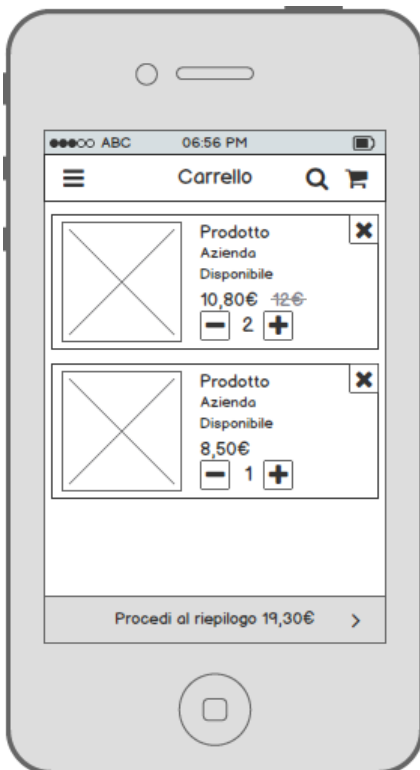 ABC 06:56 PM
Carrello
Prodotto
Azienda
Disponibile
10,80€ 12€
2
Prodotto
Azienda
Disponibile
8,50€
1
Procedi al riepilogo 19,30€